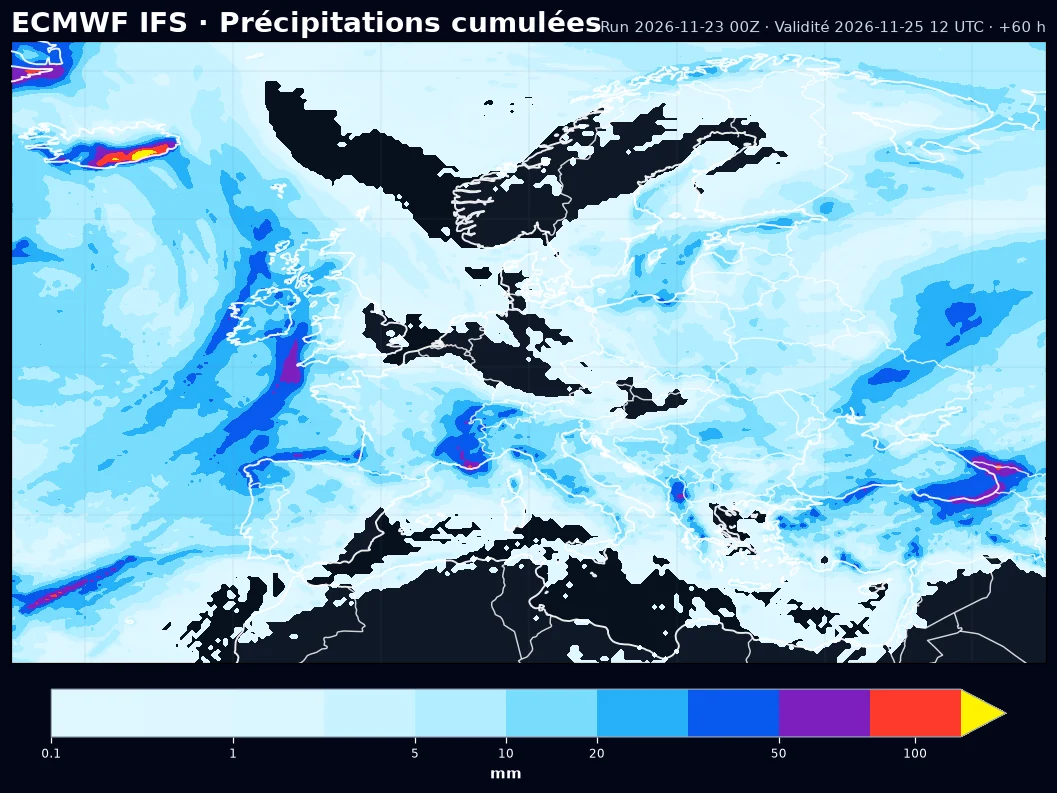 ECMWF IFS · Précipitations cumulées
Run 2026-11-23 00Z · Validité 2026-11-25 12 UTC · +60 h
0.1 1 5 10 20 50 100
mm